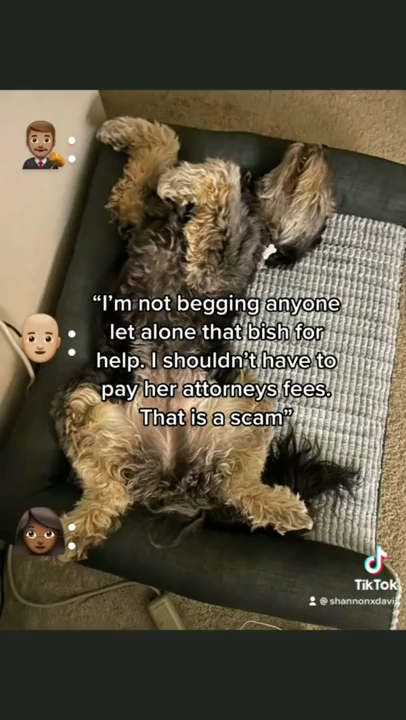 “I’m not begging anyone
let alone that bish for
help. I shouldn’t have to
pay her attorneys fees.
That is a scam”
TikTok
@shannonxdavis